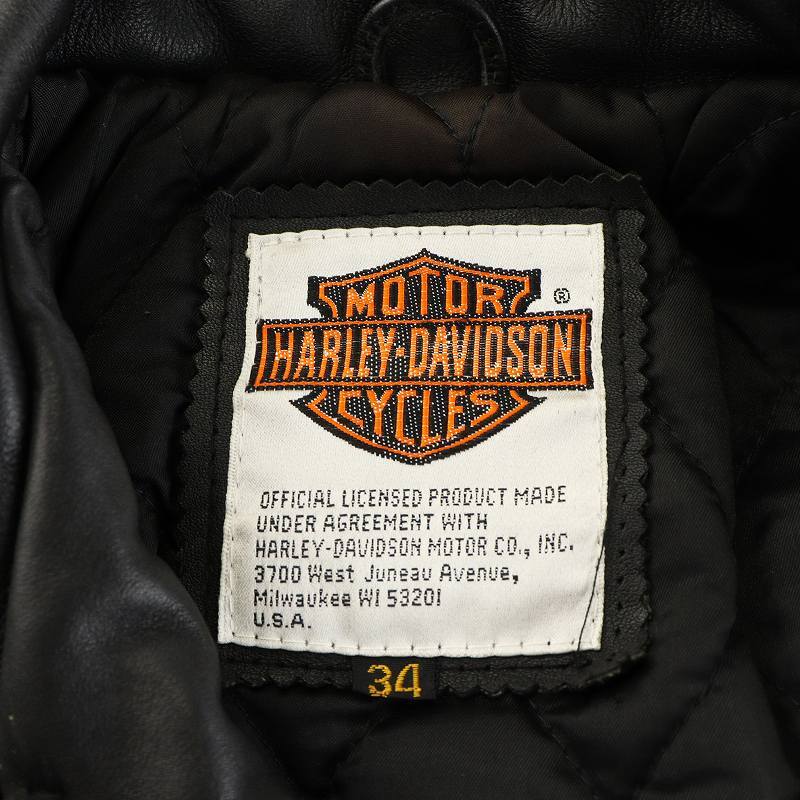 MOTOR
®
HARLEY-DAVIDSON
CYCLES
OFFICIAL LICENSED PRODUCT MADE
UNDER AGREEMENT WITH
HARLEY-DAVIDSON MOTOR CO., INC.
3700 West Juneau Avenue,
Milwaukee WI 53201
U.S.A.
34